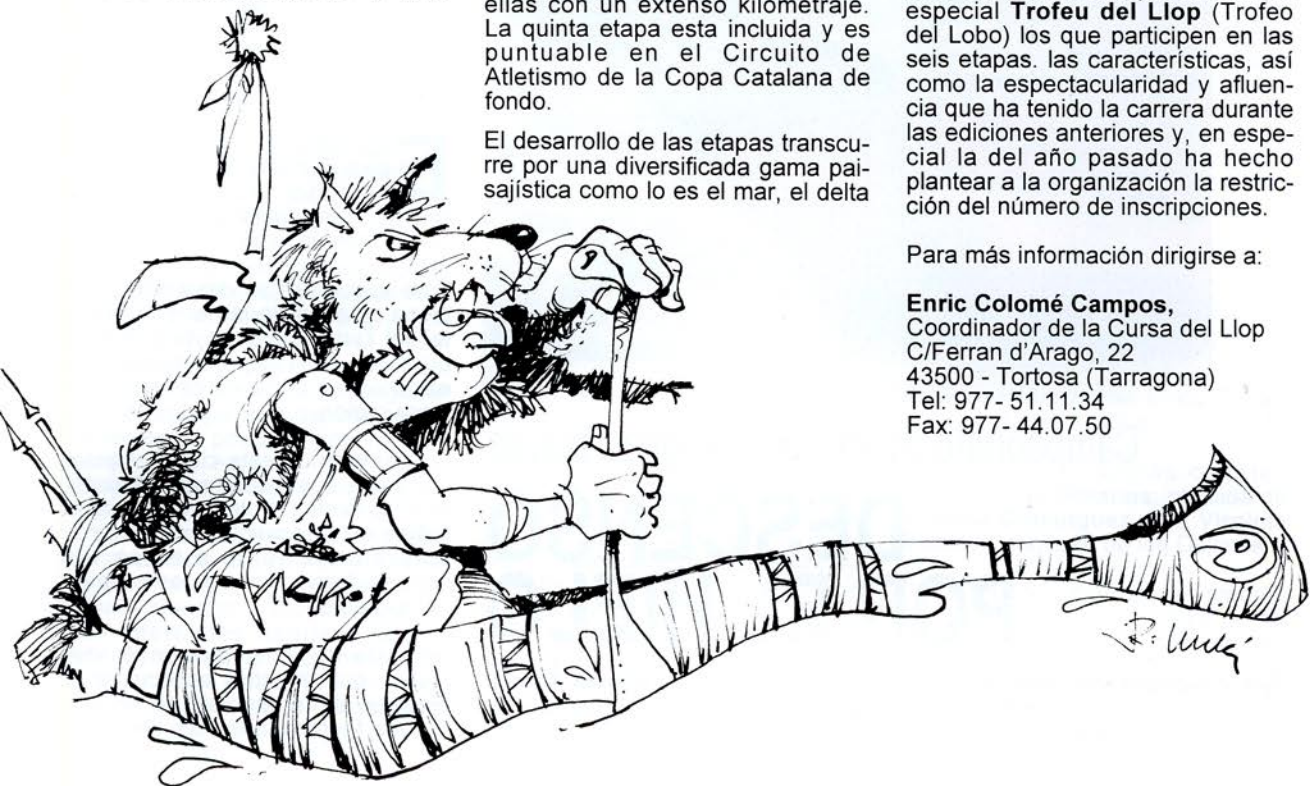 ellas con un extenso kilometraje.
La quinta etapa esta incluida y es
puntuable en el Circuito de
Atletismo de la Copa Catalana de
fondo.
El desarrollo de las etapas transcu-
rre por una diversificada gama pai-
sajística como lo es el mar, el delta
especial Trofeu del Llop (Trofeo
del Lobo) los que participen en las
seis etapas. las características, así
como la espectacularidad y afluen-
cia que ha tenido la carrera durante
las ediciones anteriores y, en espe-
cial la del año pasado ha hecho
plantear a la organización la restric-
ción del número de inscripciones.
Para más información dirigirse a:
Enric Colomé Campos,
Coordinador de la Cursa del Llop
C/Ferran d'Arago, 22
43500 - Tortosa (Tarragona)
Tel: 977- 51.11.34
Fax: 977- 44.07.50